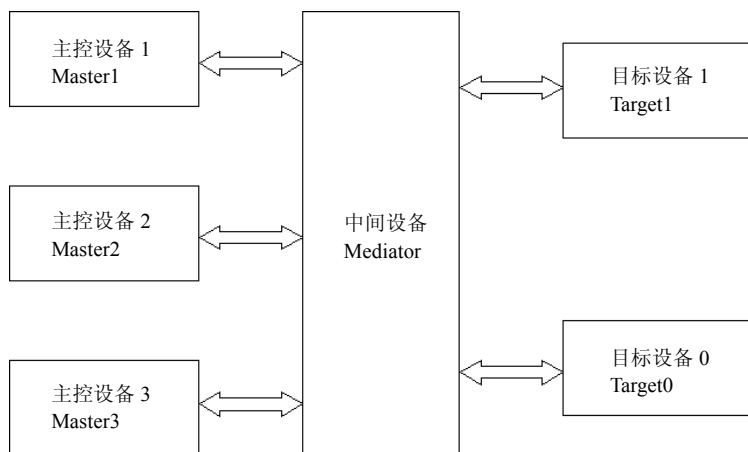 主控设备 1
Master1
主控设备 2
Master2
主控设备 3
Master3
中间设备
Mediator
目标设备 1
Target1
目标设备 0
Target0